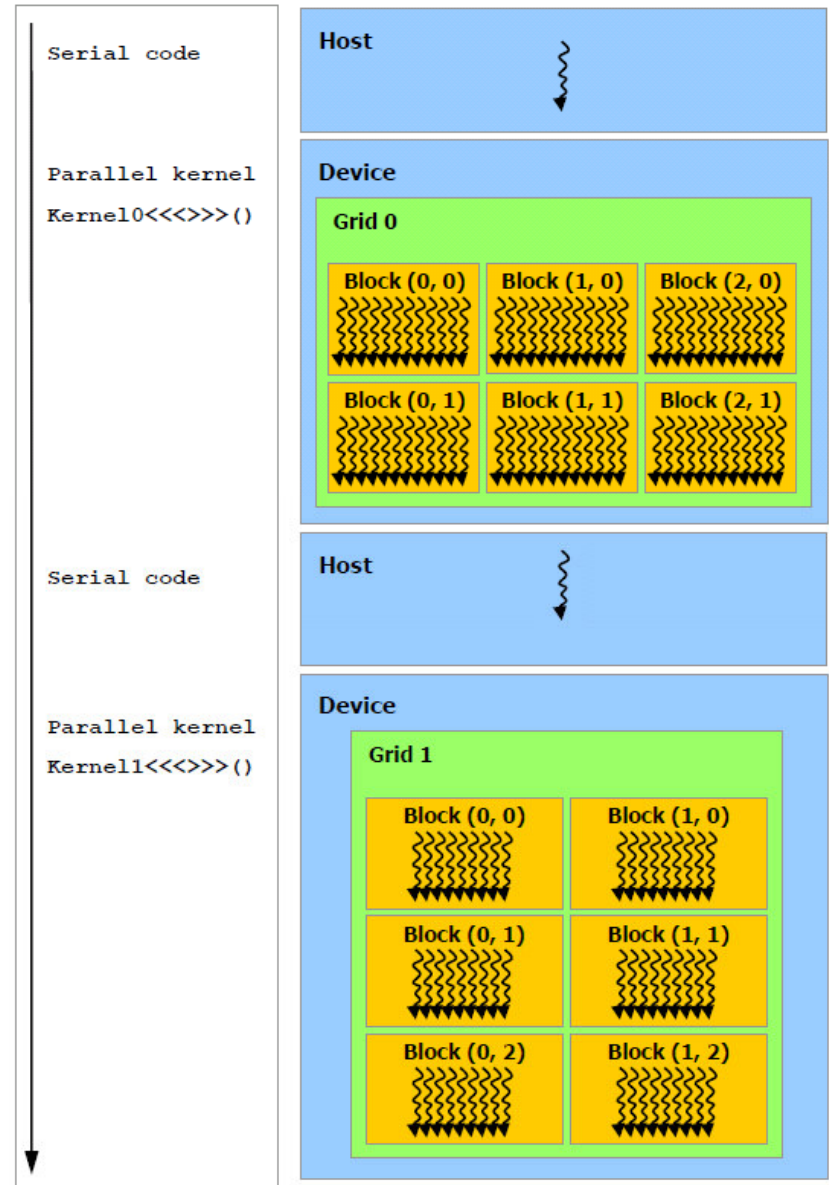 Serial code
Host
Parallel kernel
Kernel0<<<>>>()
Device
Grid 0
Block (0, 0) Block (1, 0) Block (2, 0)
Block (0, 1) Block (1, 1) Block (2, 1)
Serial code
Host
Parallel kernel
Kernel1<<<>>>()
Device
Grid 1
Block (0, 0) Block (1, 0)
Block (0, 1) Block (1, 1)
Block (0, 2) Block (1, 2)